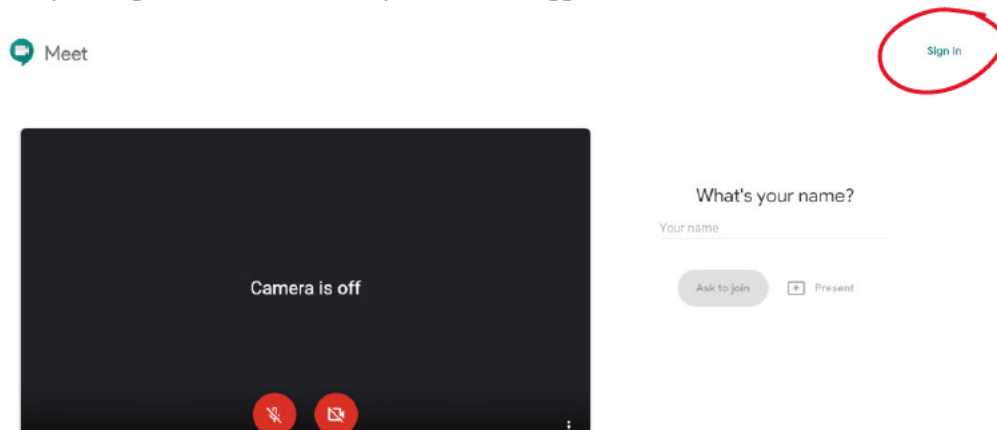 Meet
Sign in
What's your name?
Your name
Camera is off
Ask to join
Present